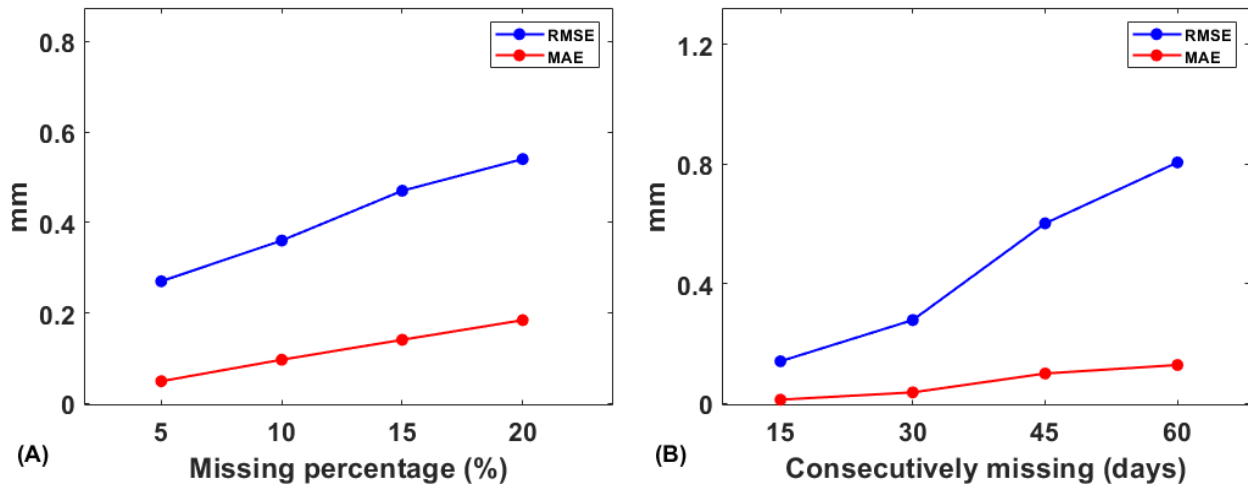 0.8
0.6
0.4
0.2
0
mm
RMSE
MAE
5 10 15 20
(A) Missing percentage (%)
1.2
0.8
0.4
0
mm
RMSE
MAE
15 30 45 60
(B) Consecutively missing (days)